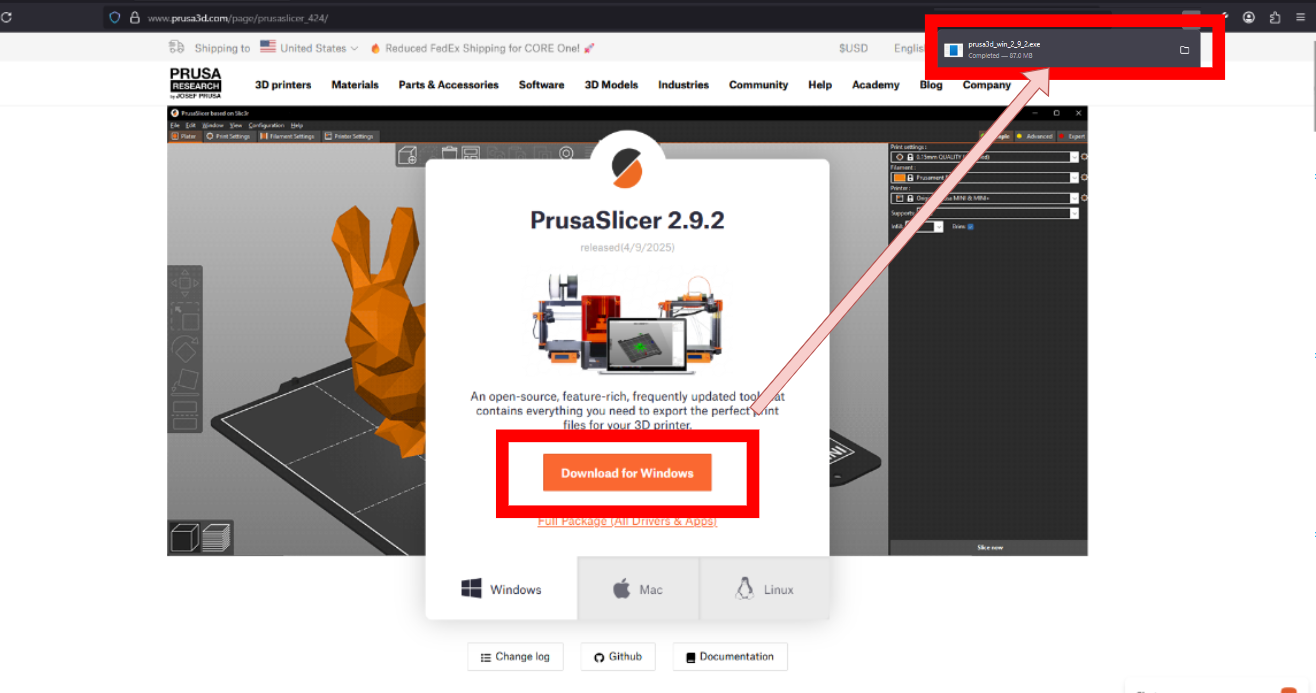 www.prusa3d.com/page/prusaslicer_424/
prusa3d_win_2_9_2.exe
Completed — 87.0 MB
Shipping to United States
Reduced FedEx Shipping for CORE One!
$USD
PRUSA
RESEARCH
by JOSEF PRUSA
3D printers Materials Parts & Accessories Software 3D Models Industries Community Help Academy Blog Company
PrusaSlicer based on Slic3r
File Edit Window View Configuration Help
Plater Print Settings Filament Settings Printer Settings
Advanced Expert
Print settings :
0.15mm QUALITY
Filament :
Prusament
Printer :
MINI & MINI+
Supports
Infill
Brim
PrusaSlicer 2.9.2
released(4/9/2025)
An open-source, feature-rich, frequently updated tool that
contains everything you need to export the perfect print
files for your 3D printer.
Download for Windows
Full Package (All Drivers & Apps)
Slice now
Windows
Mac
Linux
Change log
Github
Documentation